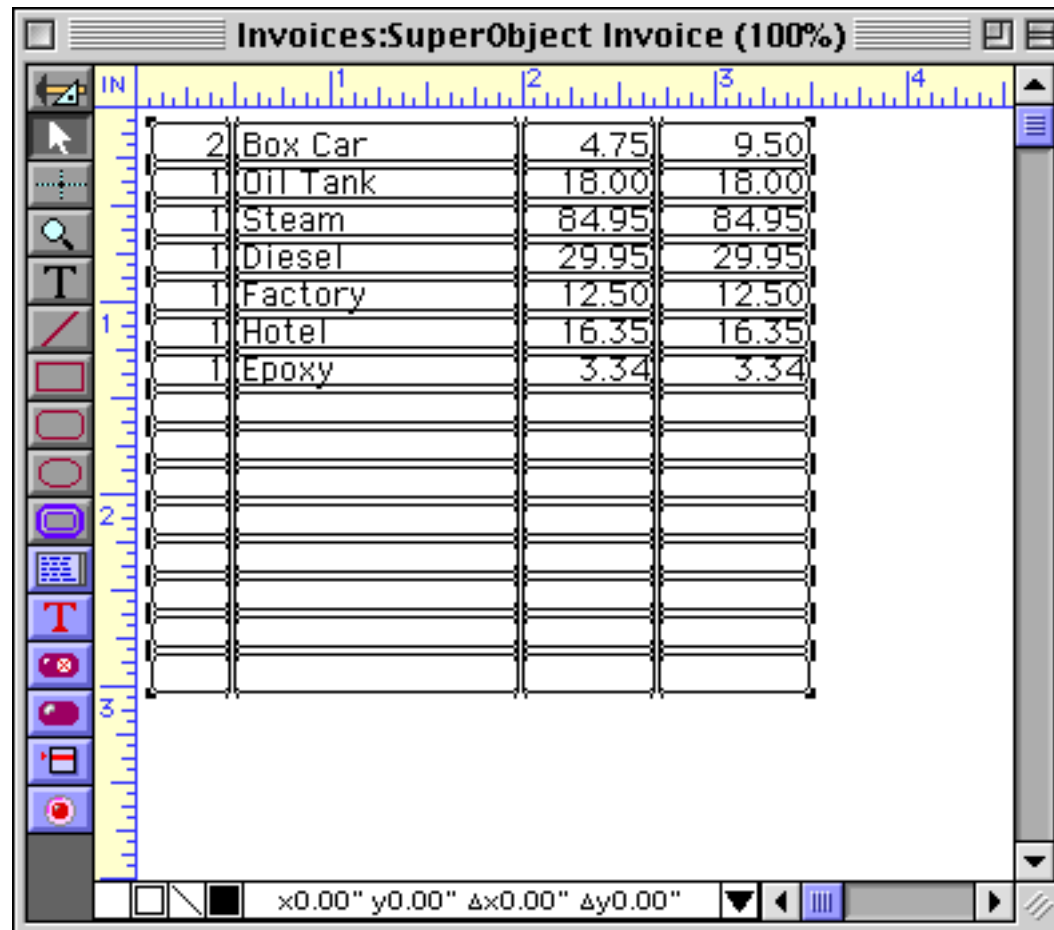 Invoices:SuperObject Invoice (100%)
IN 1 2 3 4
2 Box Car 4.75 9.50
1 Oil Tank 18.00 18.00
1 Steam 84.95 84.95
1 Diesel 29.95 29.95
1 Factory 12.50 12.50
1 Hotel 16.35 16.35
1 Epoxy 3.34 3.34
T
1
2
T
3
x0.00" y0.00" Δx0.00" Δy0.00"